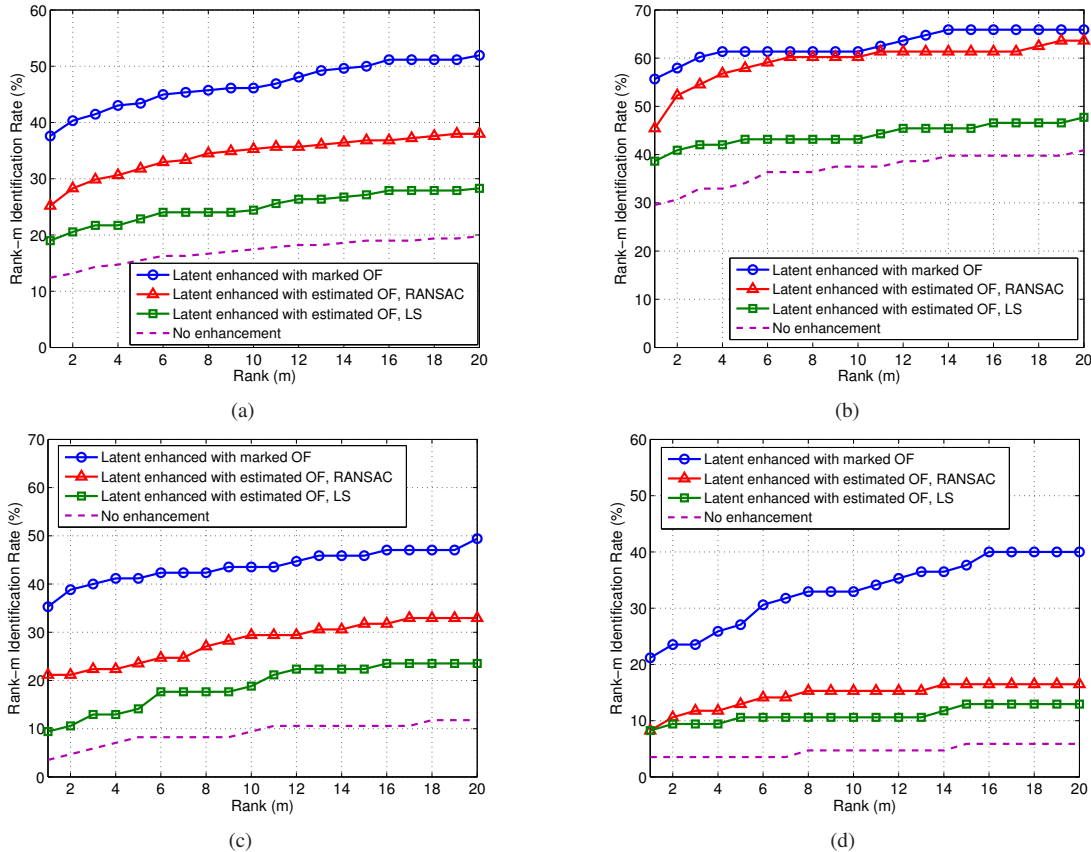 60
50
40
30
20
10
0
Rank−m Identification Rate (%)
Latent enhanced with marked OF
Latent enhanced with estimated OF, RANSAC
Latent enhanced with estimated OF, LS
No enhancement
2 4 6 8 10 12 14 16 18 20
Rank (m)
(a)
70
60
50
40
30
20
10
0
Rank−m Identification Rate (%)
Latent enhanced with marked OF
Latent enhanced with estimated OF, RANSAC
Latent enhanced with estimated OF, LS
No enhancement
2 4 6 8 10 12 14 16 18 20
Rank (m)
(b)
70
60
50
40
30
20
10
0
Rank−m Identification Rate (%)
Latent enhanced with marked OF
Latent enhanced with estimated OF, RANSAC
Latent enhanced with estimated OF, LS
No enhancement
2 4 6 8 10 12 14 16 18 20
Rank (m)
(c)
60
50
40
30
20
10
0
Rank−m Identification Rate (%)
Latent enhanced with marked OF
Latent enhanced with estimated OF, RANSAC
Latent enhanced with estimated OF, LS
No enhancement
2 4 6 8 10 12 14 16 18 20
Rank (m)
(d)